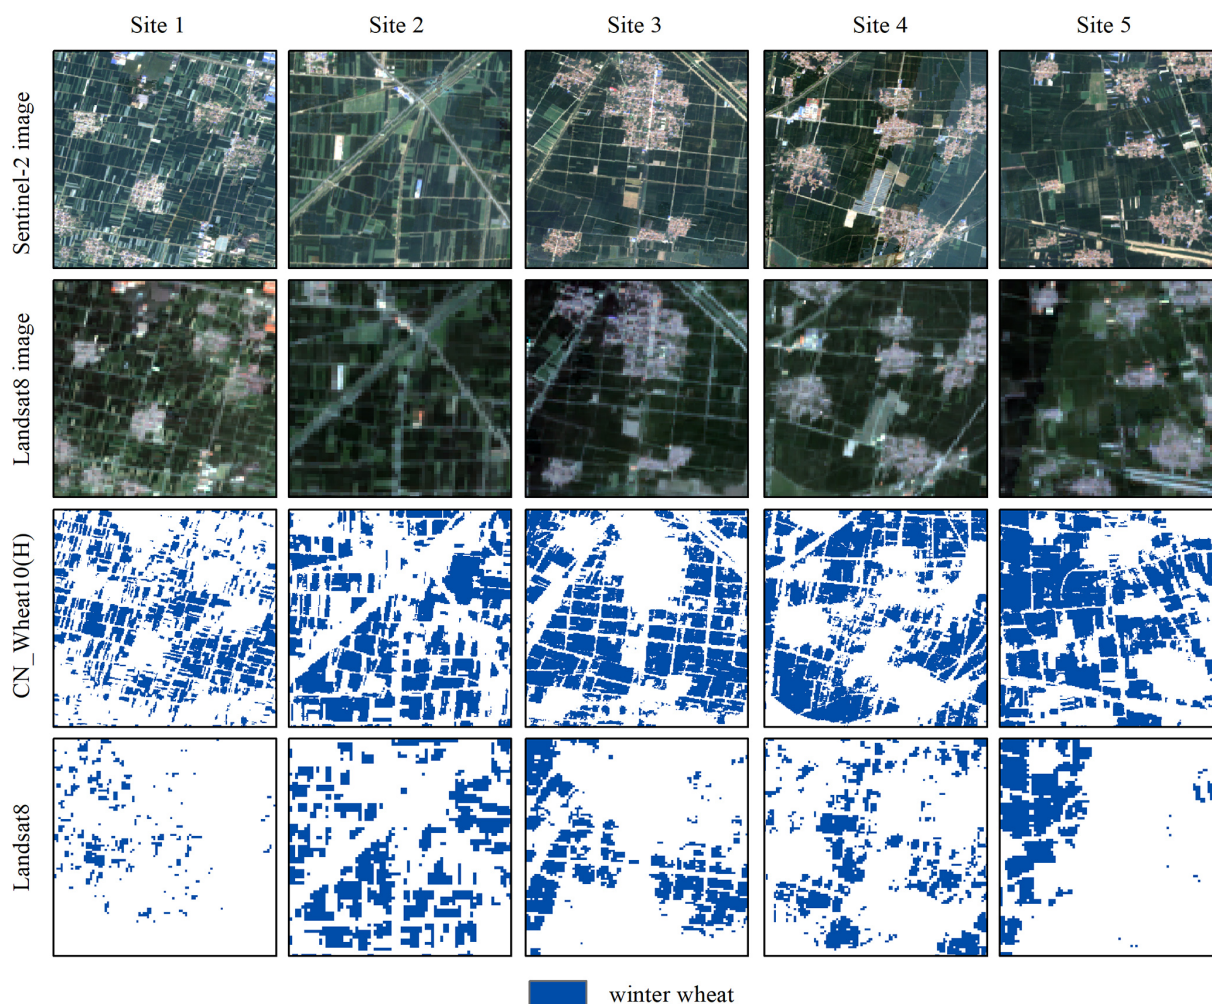 Site 1 Site 2 Site 3 Site 4 Site 5
Sentinel-2 image
Landsat8 image
CN_Wheat10(H)
Landsat8
winter wheat